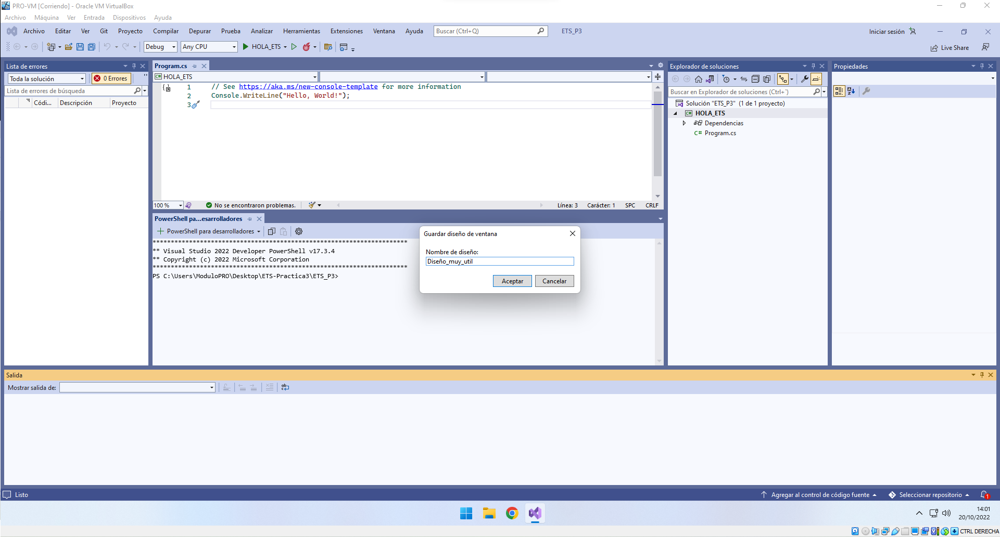 PRO-VM [Corriendo] - Oracle VM VirtualBox
Archivo Máquina Ver Entrada Dispositivos Ayuda
Archivo Editar Ver Git Proyecto Compilar Depurar Prueba Analizar Herramientas Extensiones Ventana Ayuda Buscar (Ctrl+Q) ETS_P3 Iniciar sesión
Debug Any CPU HOLA_ETS Live Share
Lista de errores
Toda la solución 0 Errores
Lista de errores de búsqueda
Códi... Descripción Proyecto
Program.cs
HOLA_ETS
1 // See https://aka.ms/new-console-template for more information
2 Console.WriteLine("Hello, World!");
3
100 % No se encontraron problemas. Línea: 3 Carácter: 1 SPC CRLF
PowerShell pa...esarrolladores
PowerShell para desarrolladores
**********************************************************************
** Visual Studio 2022 Developer PowerShell v17.3.4
** Copyright (c) 2022 Microsoft Corporation
**********************************************************************
PS C:\Users\ModuloPRO\Desktop\ETS-Practica3\ETS_P3>
Guardar diseño de ventana
Nombre de diseño:
Diseño_muy_util
Aceptar Cancelar
Explorador de soluciones
Buscar en Explorador de soluciones (Ctrl+`)
Solución "ETS_P3" (1 de 1 proyecto)
HOLA_ETS
Dependencias
C# Program.cs
Propiedades
Salida
Mostrar salida de:
Listo Agregar al control de código fuente Seleccionar repositorio 1
14:01
20/10/2022
CTRL DERECHA